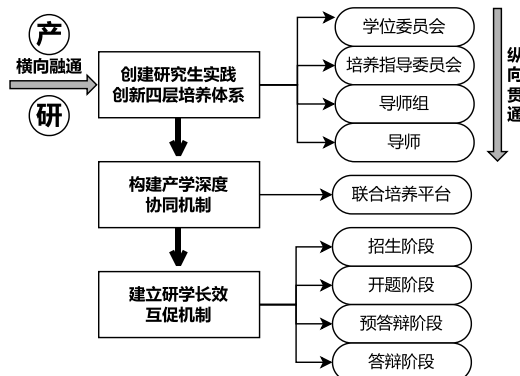 产
横向融通
研
创建研究生实践
创新四层培养体系
学位委员会
培养指导委员会
导师组
导师
纵向贯通
构建产学深度
协同机制
联合培养平台
建立研学长效
互促机制
招生阶段
开题阶段
预答辩阶段
答辩阶段